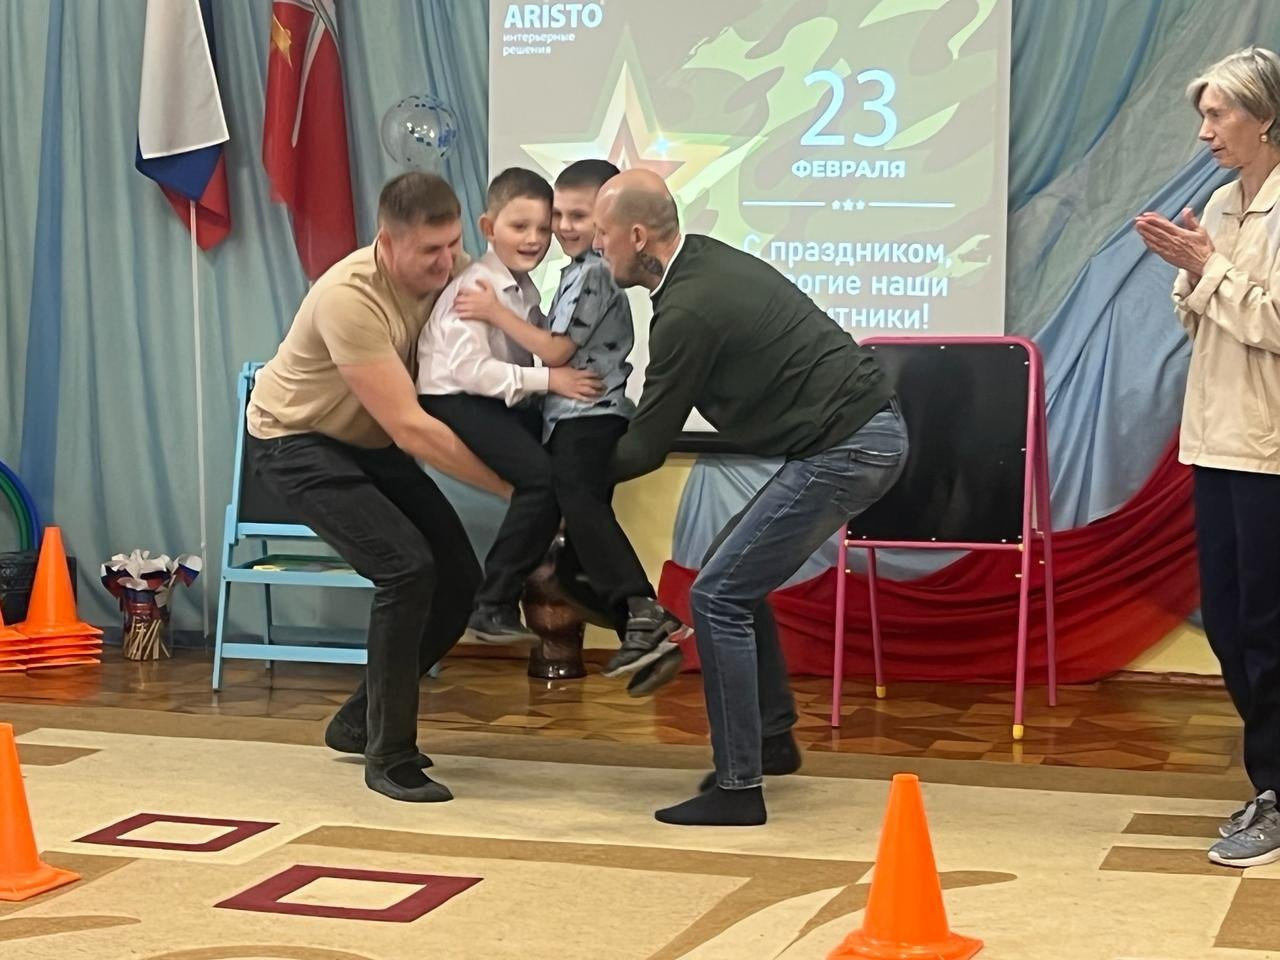 ARISTO
интерьерные
решения
23
ФЕВРАЛЯ
С праздником,
наши